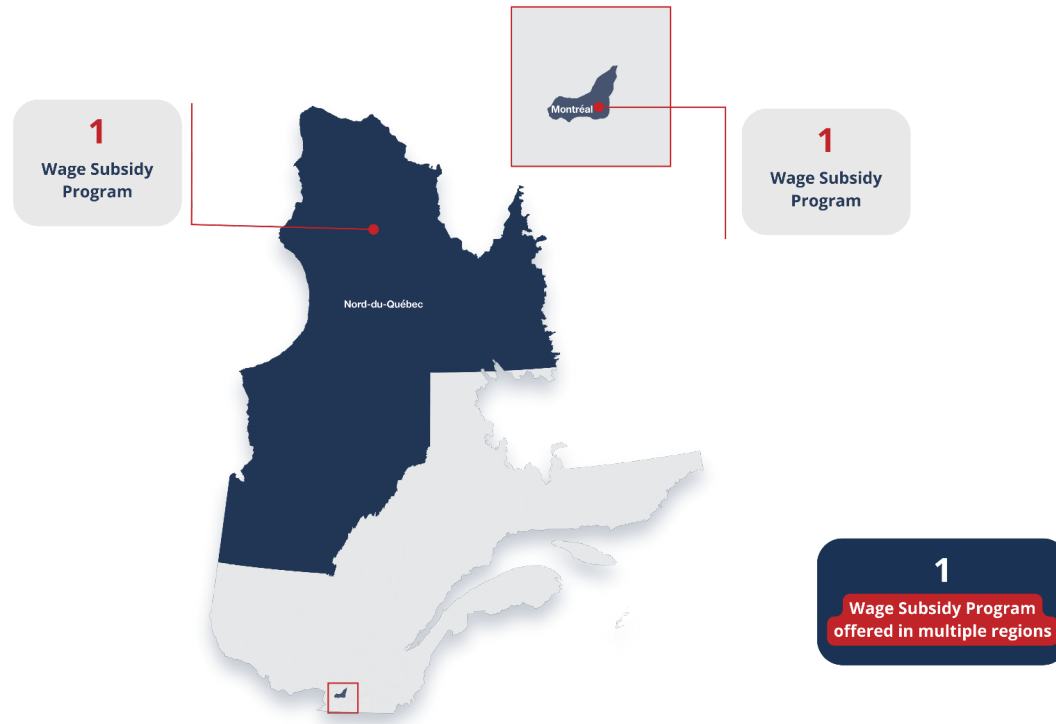 1
Wage Subsidy
Program
Montréal
1
Wage Subsidy
Program
Nord-du-Québec
1
Wage Subsidy Program
offered in multiple regions